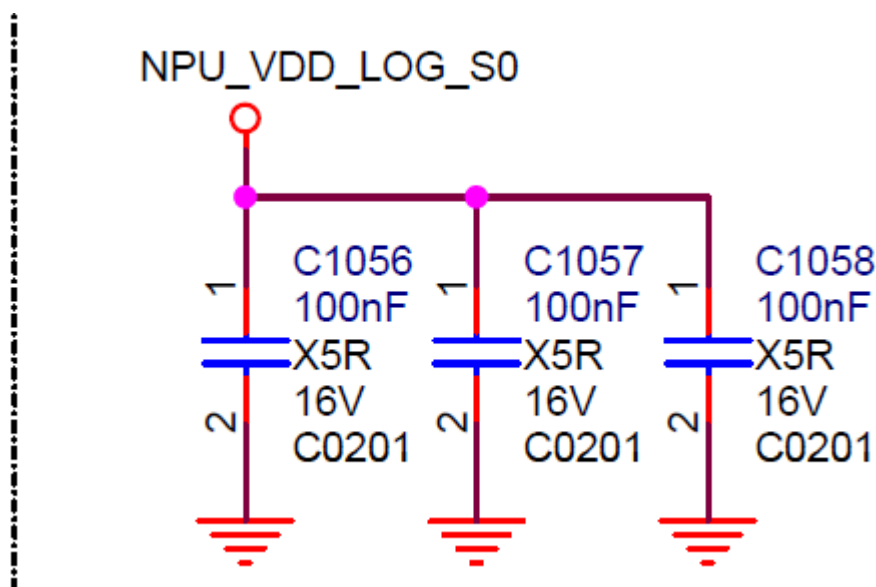 NPU_VDD_LOG_S0
1
C1056
100nF
X5R
16V
C0201
2
1
C1057
100nF
X5R
16V
C0201
2
1
C1058
100nF
X5R
16V
C0201
2